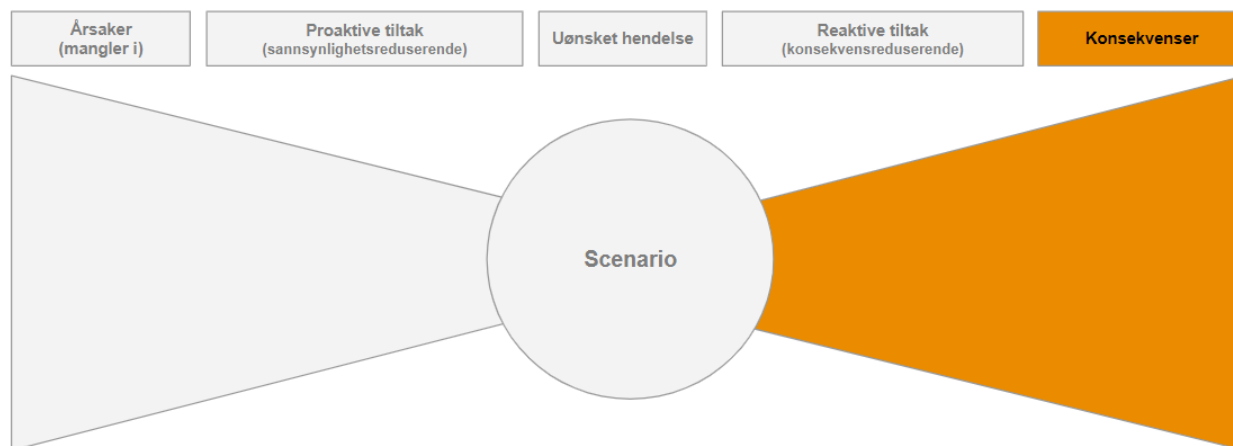 Årsaker
(mangler i)
Proaktive tiltak
(sannsynlighetsreduserende)
Uønsket hendelse
Reaktive tiltak
(konsekvensreduserende)
Konsekvenser
Scenario